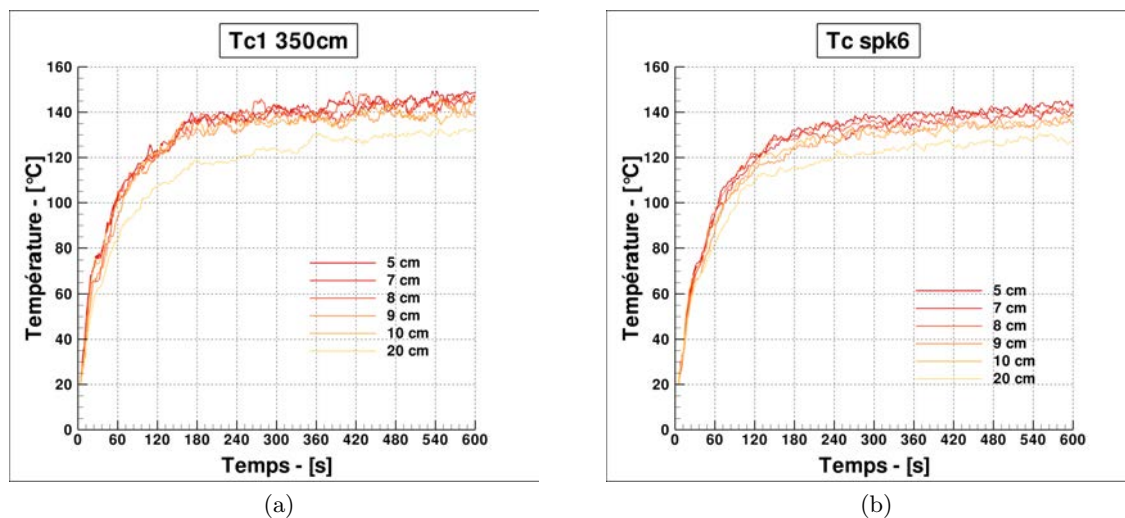 Tc1 350cm
160
140
120
100
80
60
40
20
0
Température - [°C]
5 cm
7 cm
8 cm
9 cm
10 cm
20 cm
0 60 120 180 240 300 360 420 480 540 600
Temps - [s]
(a)
Tc spk6
160
140
120
100
80
60
40
20
0
Température - [°C]
5 cm
7 cm
8 cm
9 cm
10 cm
20 cm
0 60 120 180 240 300 360 420 480 540 600
Temps - [s]
(b)